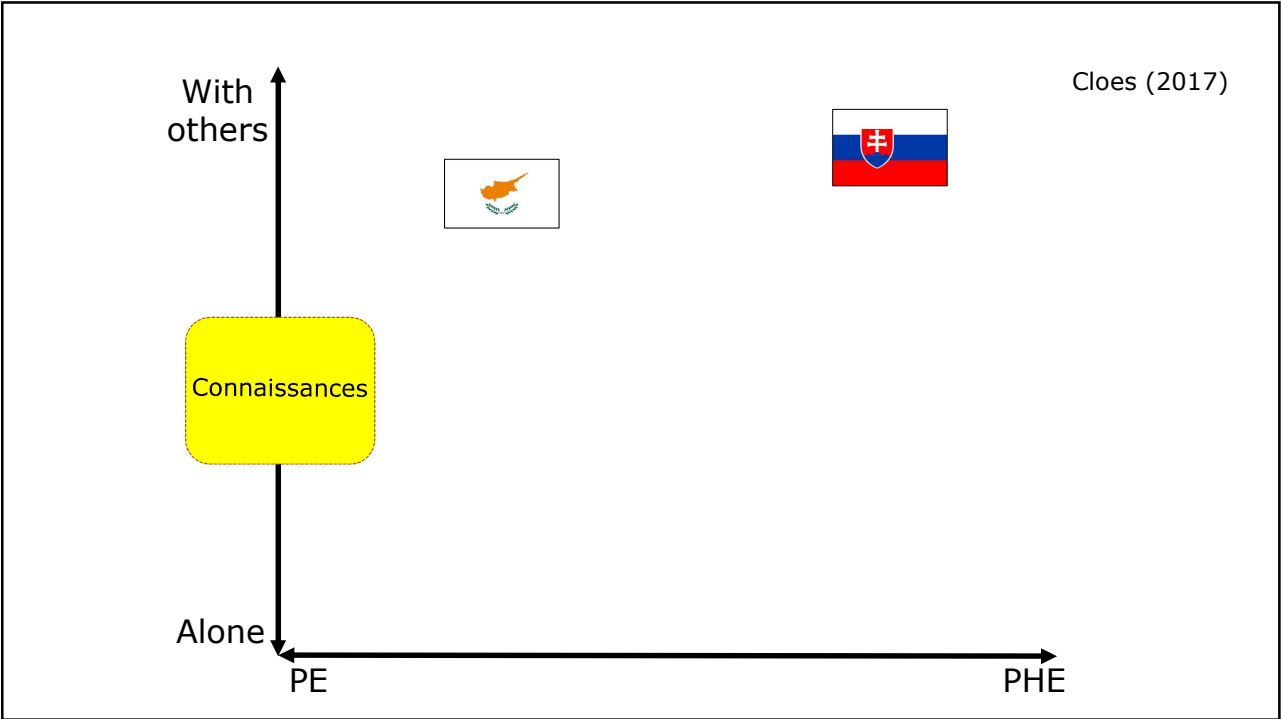 With
others
Cloes (2017)
Connaissances
Alone
PE
PHE